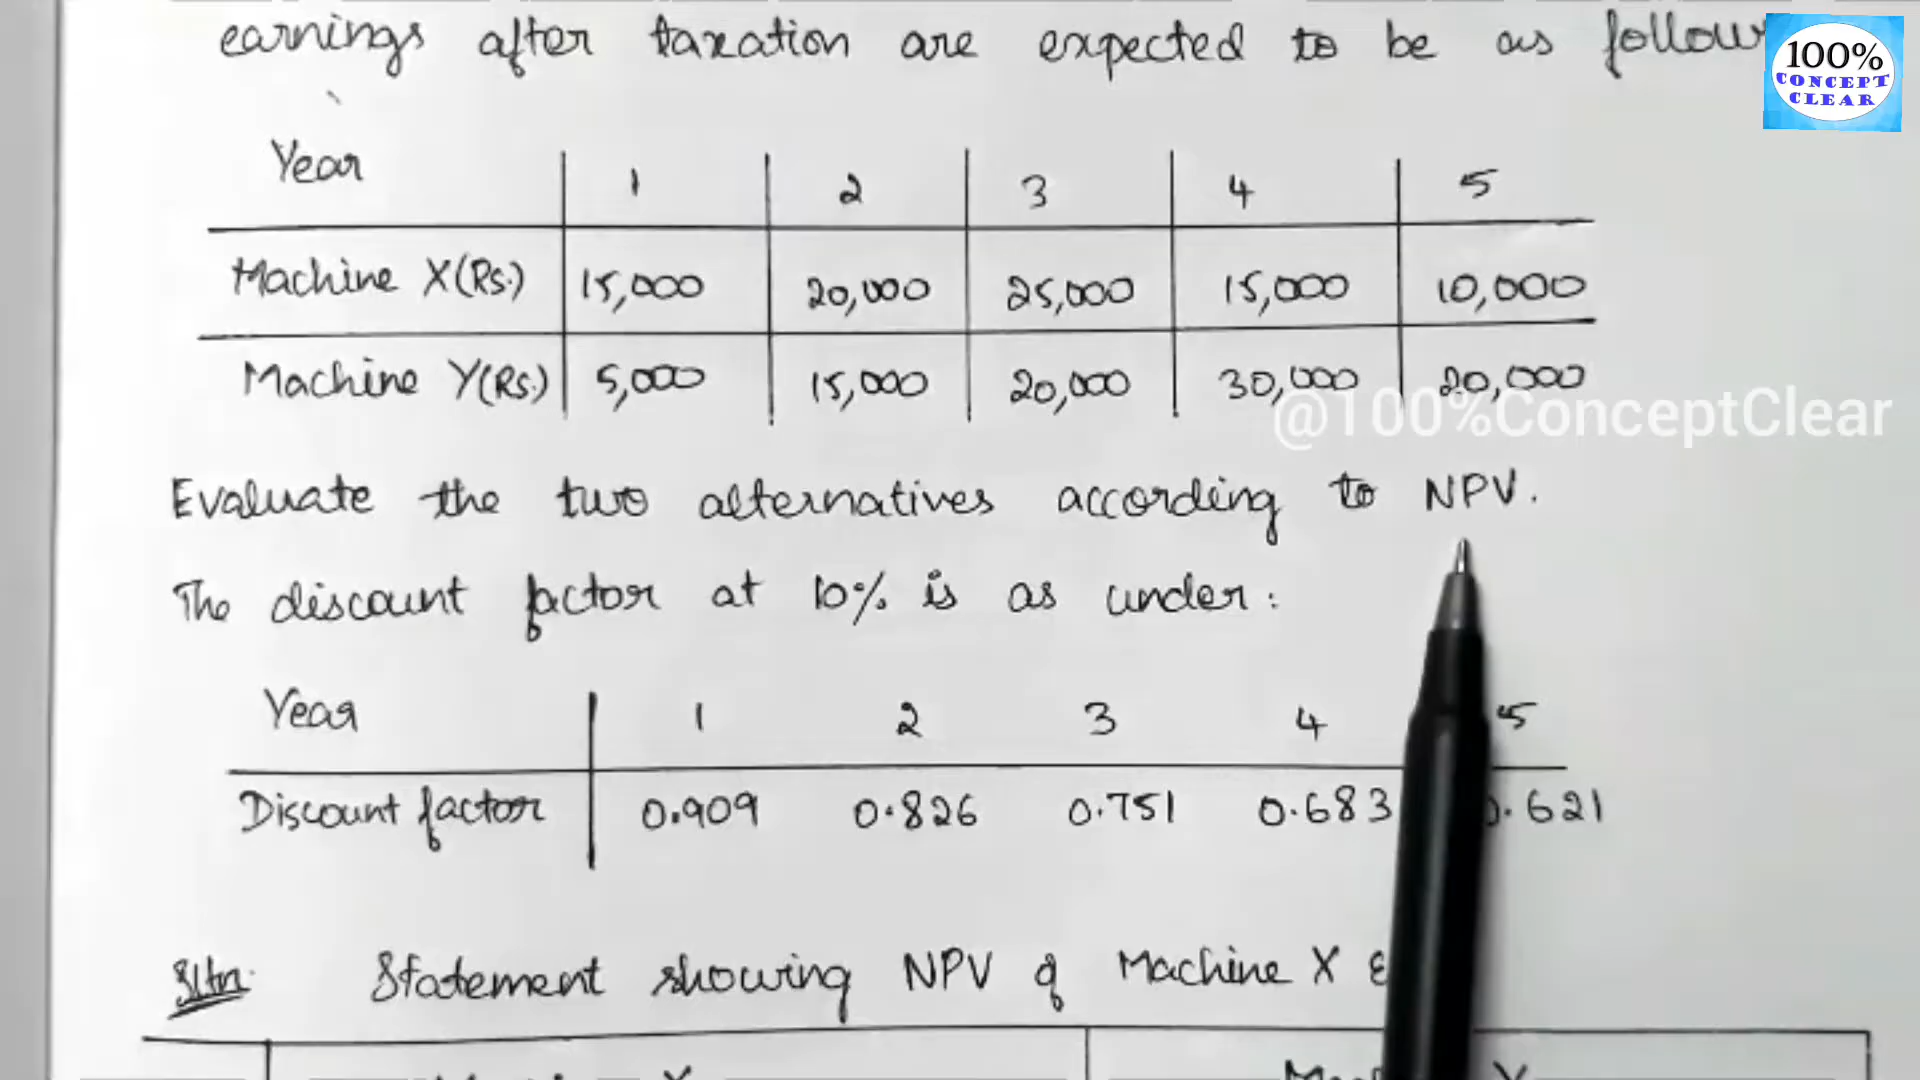 earnings after taxation are expected to be as follow
100%
CONCEPT
CLEAR
Year 1 2 3 4 5
Machine X(Rs.) 15,000 20,000 25,000 15,000 10,000
Machine Y(Rs.) 5,000 15,000 20,000 30,000 20,000
@100%ConceptClear
Evaluate the two alternatives according to NPV.
The discount factor at 10% is as under:
Year 1 2 3 4 5
Discount factor 0.909 0.826 0.751 0.683 0.621
Sltn: Statement showing NPV of Machine X &